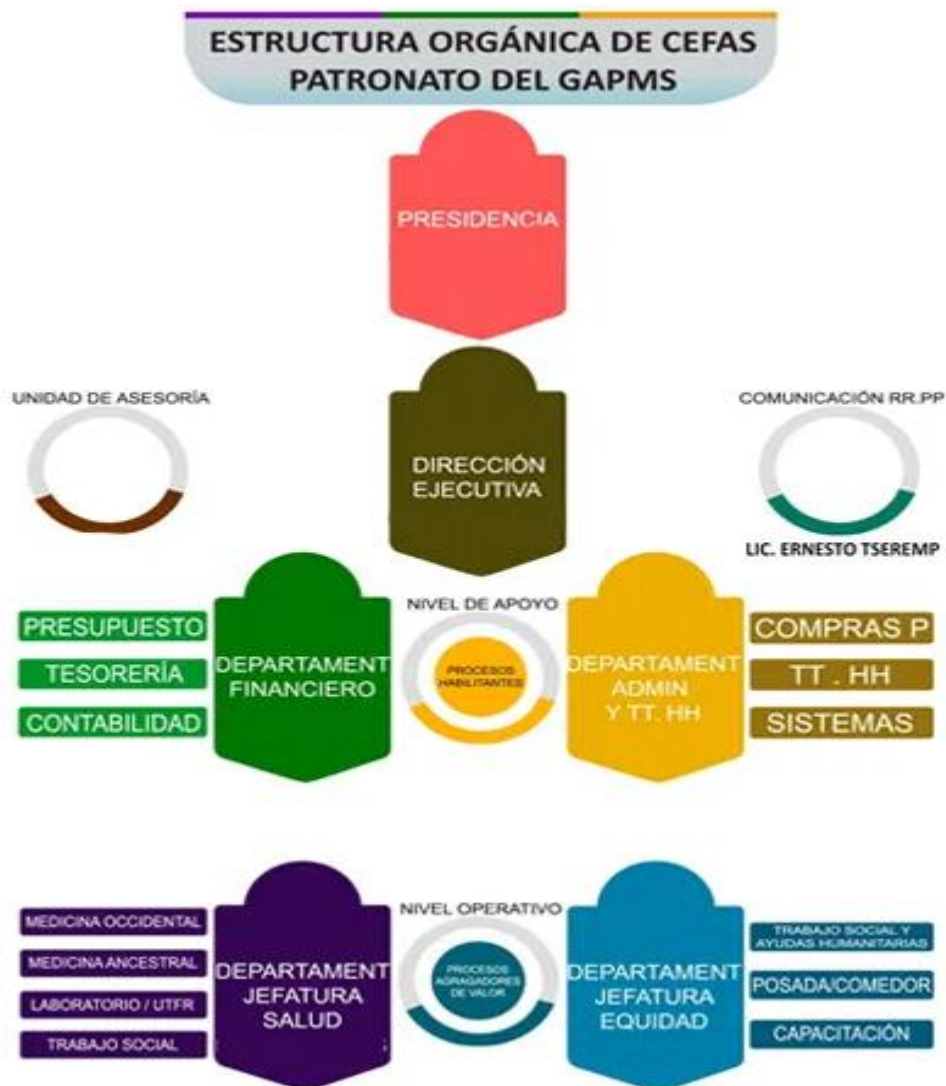 ESTRUCTURA ORGÁNICA DE CEFAS
PATRONATO DEL GAPMS
PRESIDENCIA
UNIDAD DE ASESORÍA
DIRECCIÓN
EJECUTIVA
COMUNICACIÓN RR.PP
LIC. ERNESTO TSEREMP
PRESUPUESTO
TESORERÍA
CONTABILIDAD
DEPARTAMENT
FINANCIERO
NIVEL DE APOYO
PROCESOS
HABILITANTES
DEPARTAMENT
ADMIN
Y TT. HH
COMPRAS P
TT . HH
SISTEMAS
MEDICINA OCCIDENTAL
MEDICINA ANCESTRAL
LABORATORIO / UTFR
TRABAJO SOCIAL
DEPARTAMENT
JEFATURA
SALUD
NIVEL OPERATIVO
PROCESOS
AGRAGADORES
DE VALOR
DEPARTAMENT
JEFATURA
EQUIDAD
TRABAJO SOCIAL Y
AYUDAS HUMANITARIAS
POSADA/COMEDOR
CAPACITACIÓN